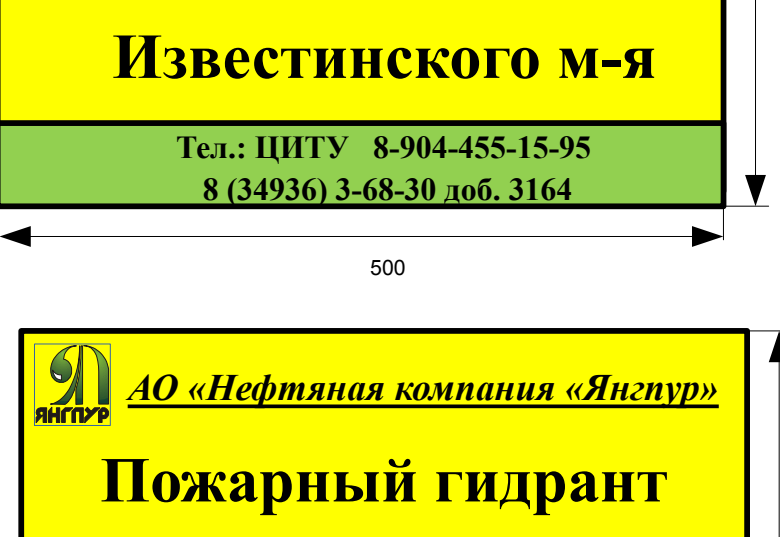 Известинского м-я
Тел.: ЦИТУ 8-904-455-15-95
8 (34936) 3-68-30 доб. 3164
500
ЯНГПУР
АО «Нефтяная компания «Янгпур»
Пожарный гидрант